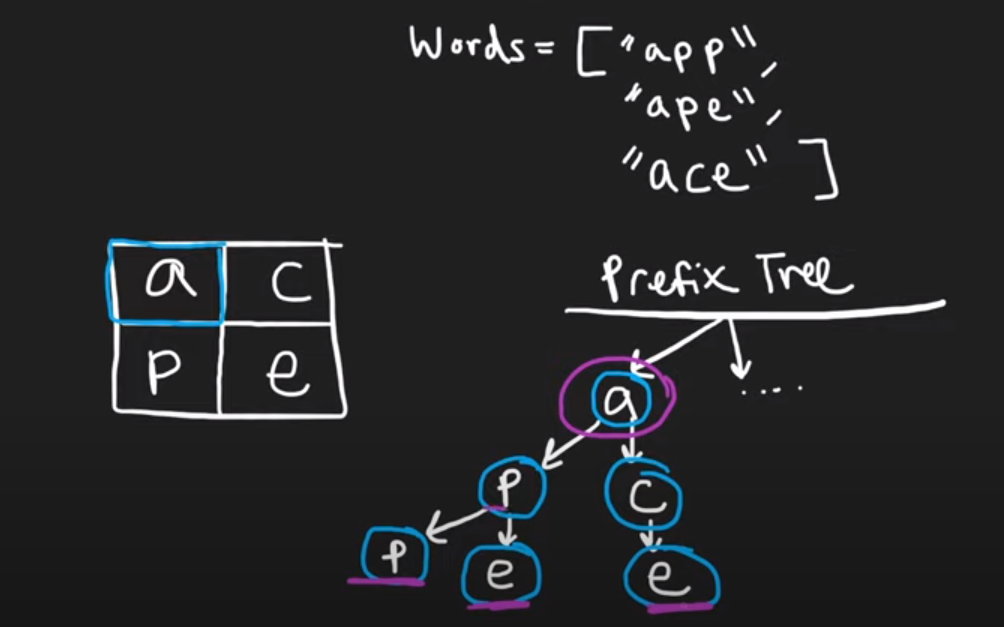 Words = ["app",
"ape",
"ace" ]
a c
p e
Prefix Tree
a ....
p c
p e e